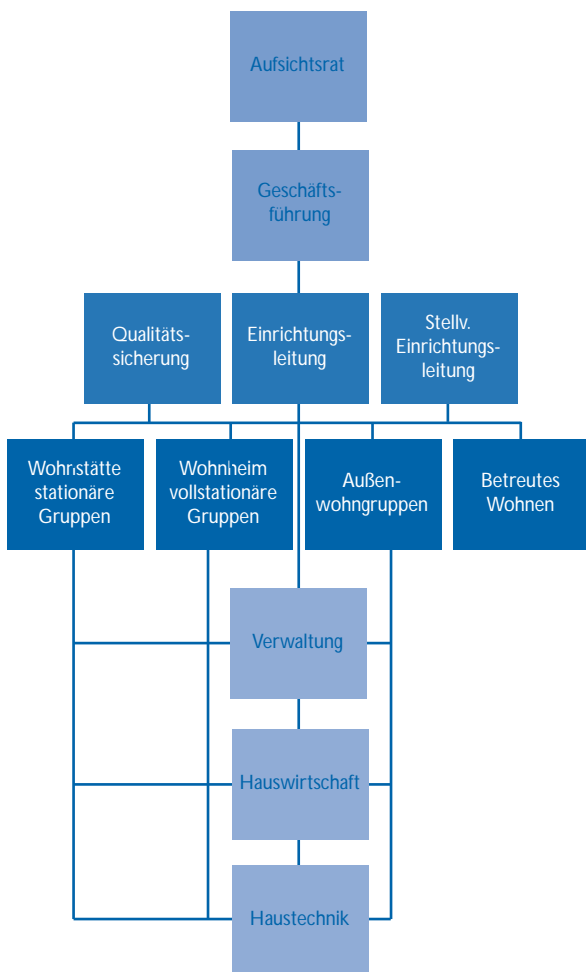 Aufsichtsrat
Geschäfts-
führung
Qualitäts-
sicherung
Einrichtungs-
leitung
Stellv.
Einrichtungs-
leitung
Wohnstätte
stationäre
Gruppen
Wohnheim
vollstationäre
Gruppen
Außen-
wohngruppen
Betreutes
Wohnen
Verwaltung
Hauswirtschaft
Haustechnik